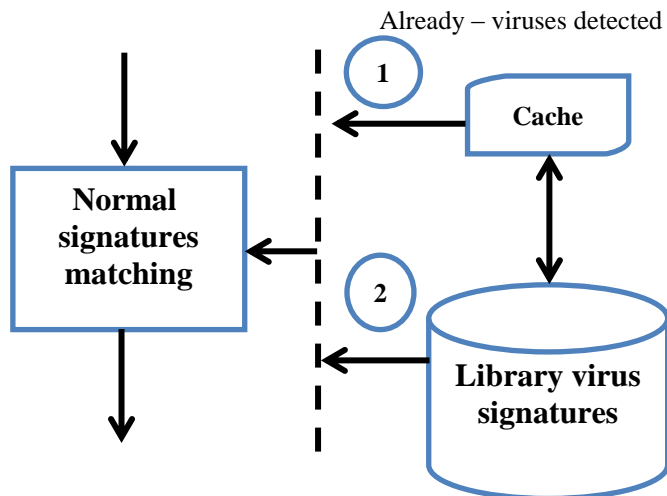 Already – viruses detected
1
Cache
Normal
signatures
matching
2
Library virus
signatures